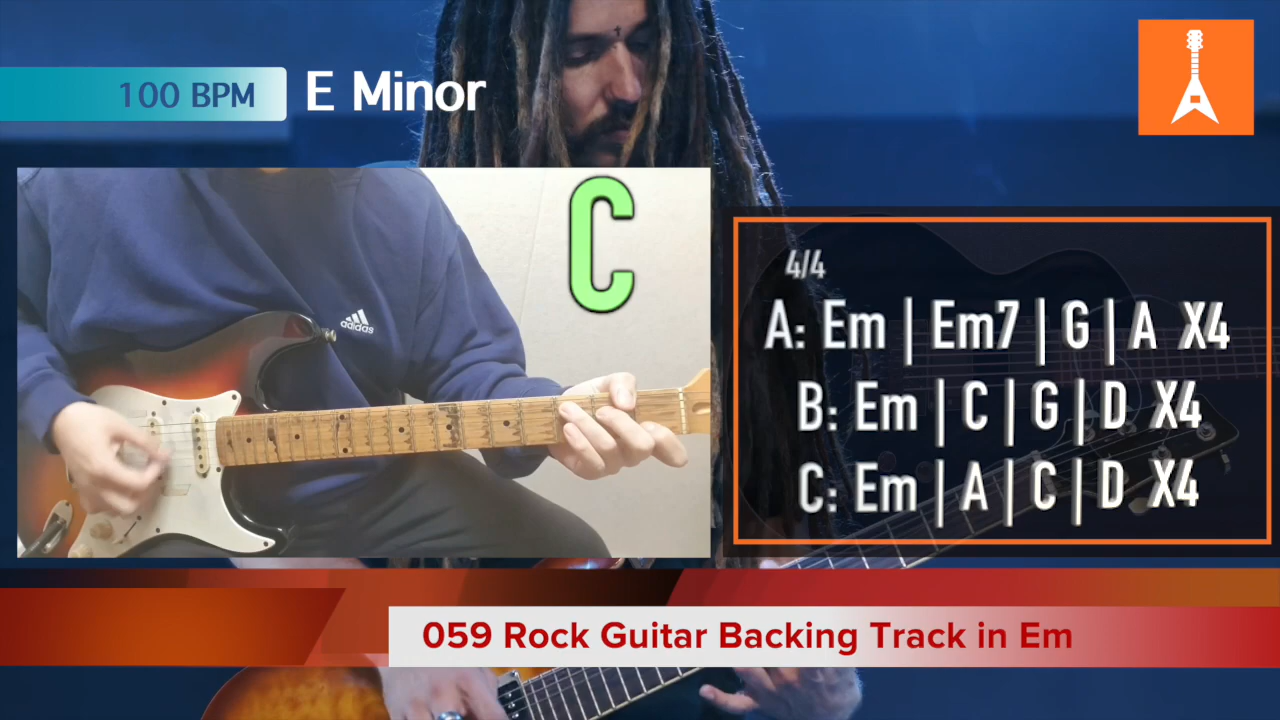 100 BPM
E Minor
C
adidas
4/4
A: Em | Em7 | G | A X4
B: Em | C | G | D X4
C: Em | A | C | D X4
059 Rock Guitar Backing Track in Em